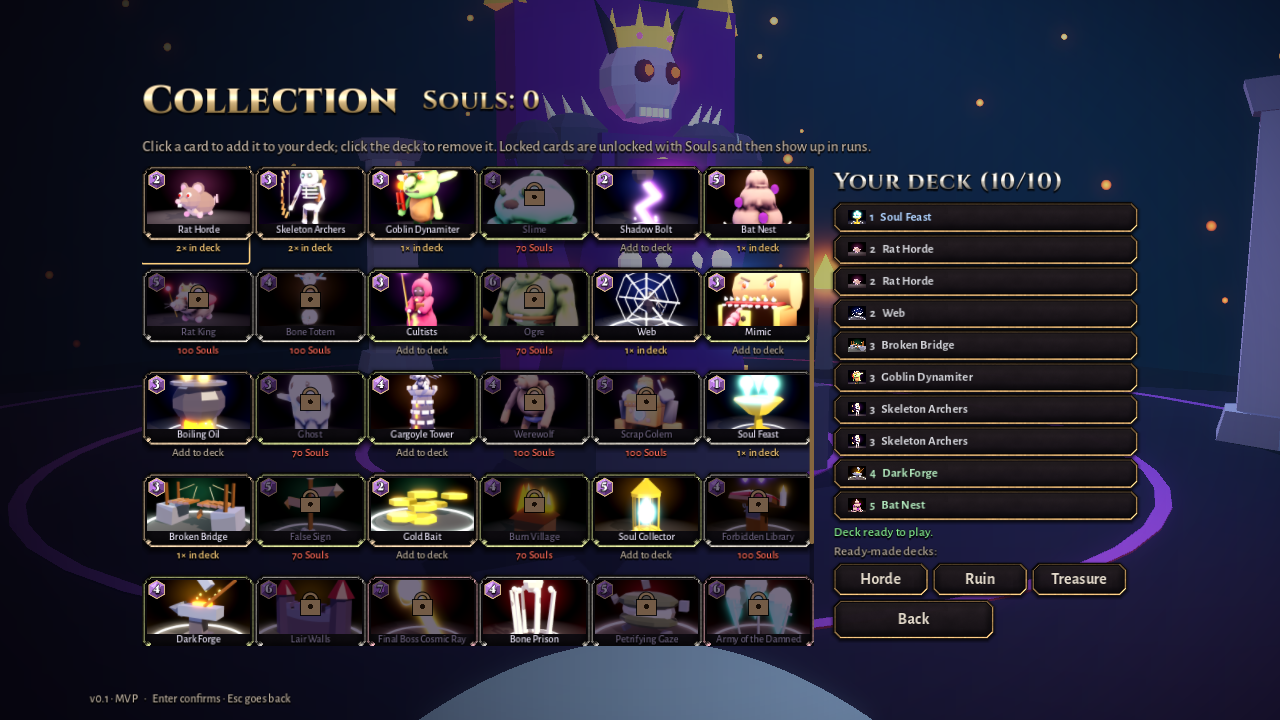 Collection
Souls: 0
Click a card to add it to your deck; click the deck to remove it. Locked cards are unlocked with Souls and then show up in runs.
2 Rat Horde 2× in deck
3 Skeleton Archers 2× in deck
3 Goblin Dynamiter 1× in deck
4 Slime 70 Souls
2 Shadow Bolt Add to deck
5 Bat Nest 1× in deck
5 Rat King 100 Souls
4 Bone Totem 100 Souls
3 Cultists Add to deck
6 Ogre 70 Souls
2 Web 1× in deck
3 Mimic Add to deck
3 Boiling Oil Add to deck
3 Ghost 70 Souls
4 Gargoyle Tower Add to deck
4 Werewolf 100 Souls
5 Scrap Golem 100 Souls
1 Soul Feast 1× in deck
3 Broken Bridge 1× in deck
5 False Sign 70 Souls
2 Gold Bait Add to deck
4 Burn Village 70 Souls
5 Soul Collector Add to deck
4 Forbidden Library 100 Souls
4 Dark Forge
6 Lair Walls
7 Final Boss Cosmic Ray
4 Bone Prison
5 Petrifying Gaze
6 Army of the Damned
Your deck (10/10)
1 Soul Feast
2 Rat Horde
2 Rat Horde
2 Web
3 Broken Bridge
3 Goblin Dynamiter
3 Skeleton Archers
3 Skeleton Archers
4 Dark Forge
5 Bat Nest
Deck ready to play.
Ready-made decks:
Horde
Ruin
Treasure
Back
v0.1 · MVP · Enter confirms · Esc goes back